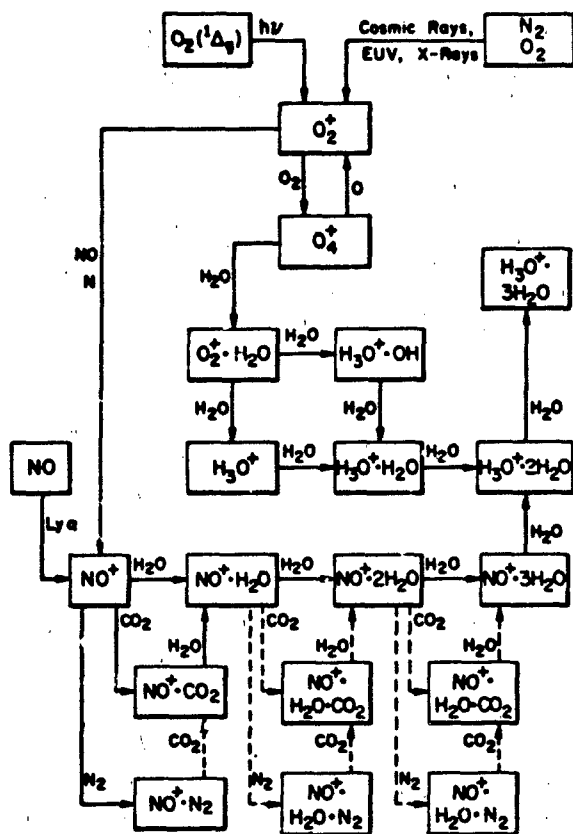 O₂(¹Δg)
hν
Cosmic Rays,
EUV, X-Rays
N₂
O₂
O₂⁺
O₂
O
O₄⁺
NO
N
H₂O
H₃O⁺·
3H₂O
O₂⁺·H₂O
H₂O
H₃O⁺·OH
H₂O
H₂O
H₂O
NO
H₃O⁺
H₂O
H₃O⁺·H₂O
H₂O
H₃O⁺·2H₂O
Ly α
H₂O
NO⁺
H₂O
NO⁺·H₂O
H₂O
NO⁺·2H₂O
H₂O
NO⁺·3H₂O
CO₂
H₂O
CO₂
H₂O
CO₂
H₂O
NO⁺·CO₂
NO⁺·
H₂O·CO₂
NO⁺·
H₂O·CO₂
CO₂
CO₂
CO₂
N₂
NO⁺·N₂
N₂
NO⁺·
H₂O·N₂
N₂
NO⁺·
H₂O·N₂